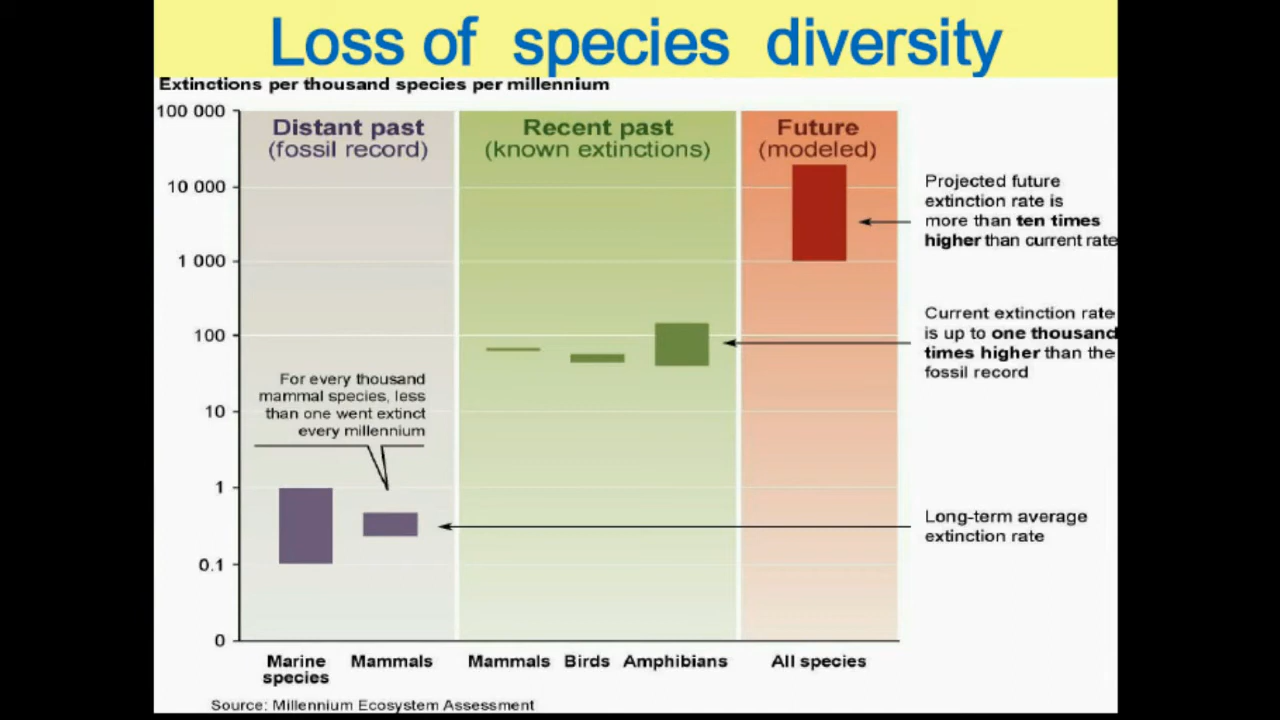 Loss of species diversity
Extinctions per thousand species per millennium
100 000
10 000
1 000
100
10
1
0.1
0
Distant past
(fossil record)
Recent past
(known extinctions)
Future
(modeled)
For every thousand
mammal species, less
than one went extinct
every millennium
Projected future
extinction rate is
more than ten times
higher than current rate
Current extinction rate
is up to one thousand
times higher than the
fossil record
Long-term average
extinction rate
Marine
species
Mammals
Mammals
Birds
Amphibians
All species
Source: Millennium Ecosystem Assessment